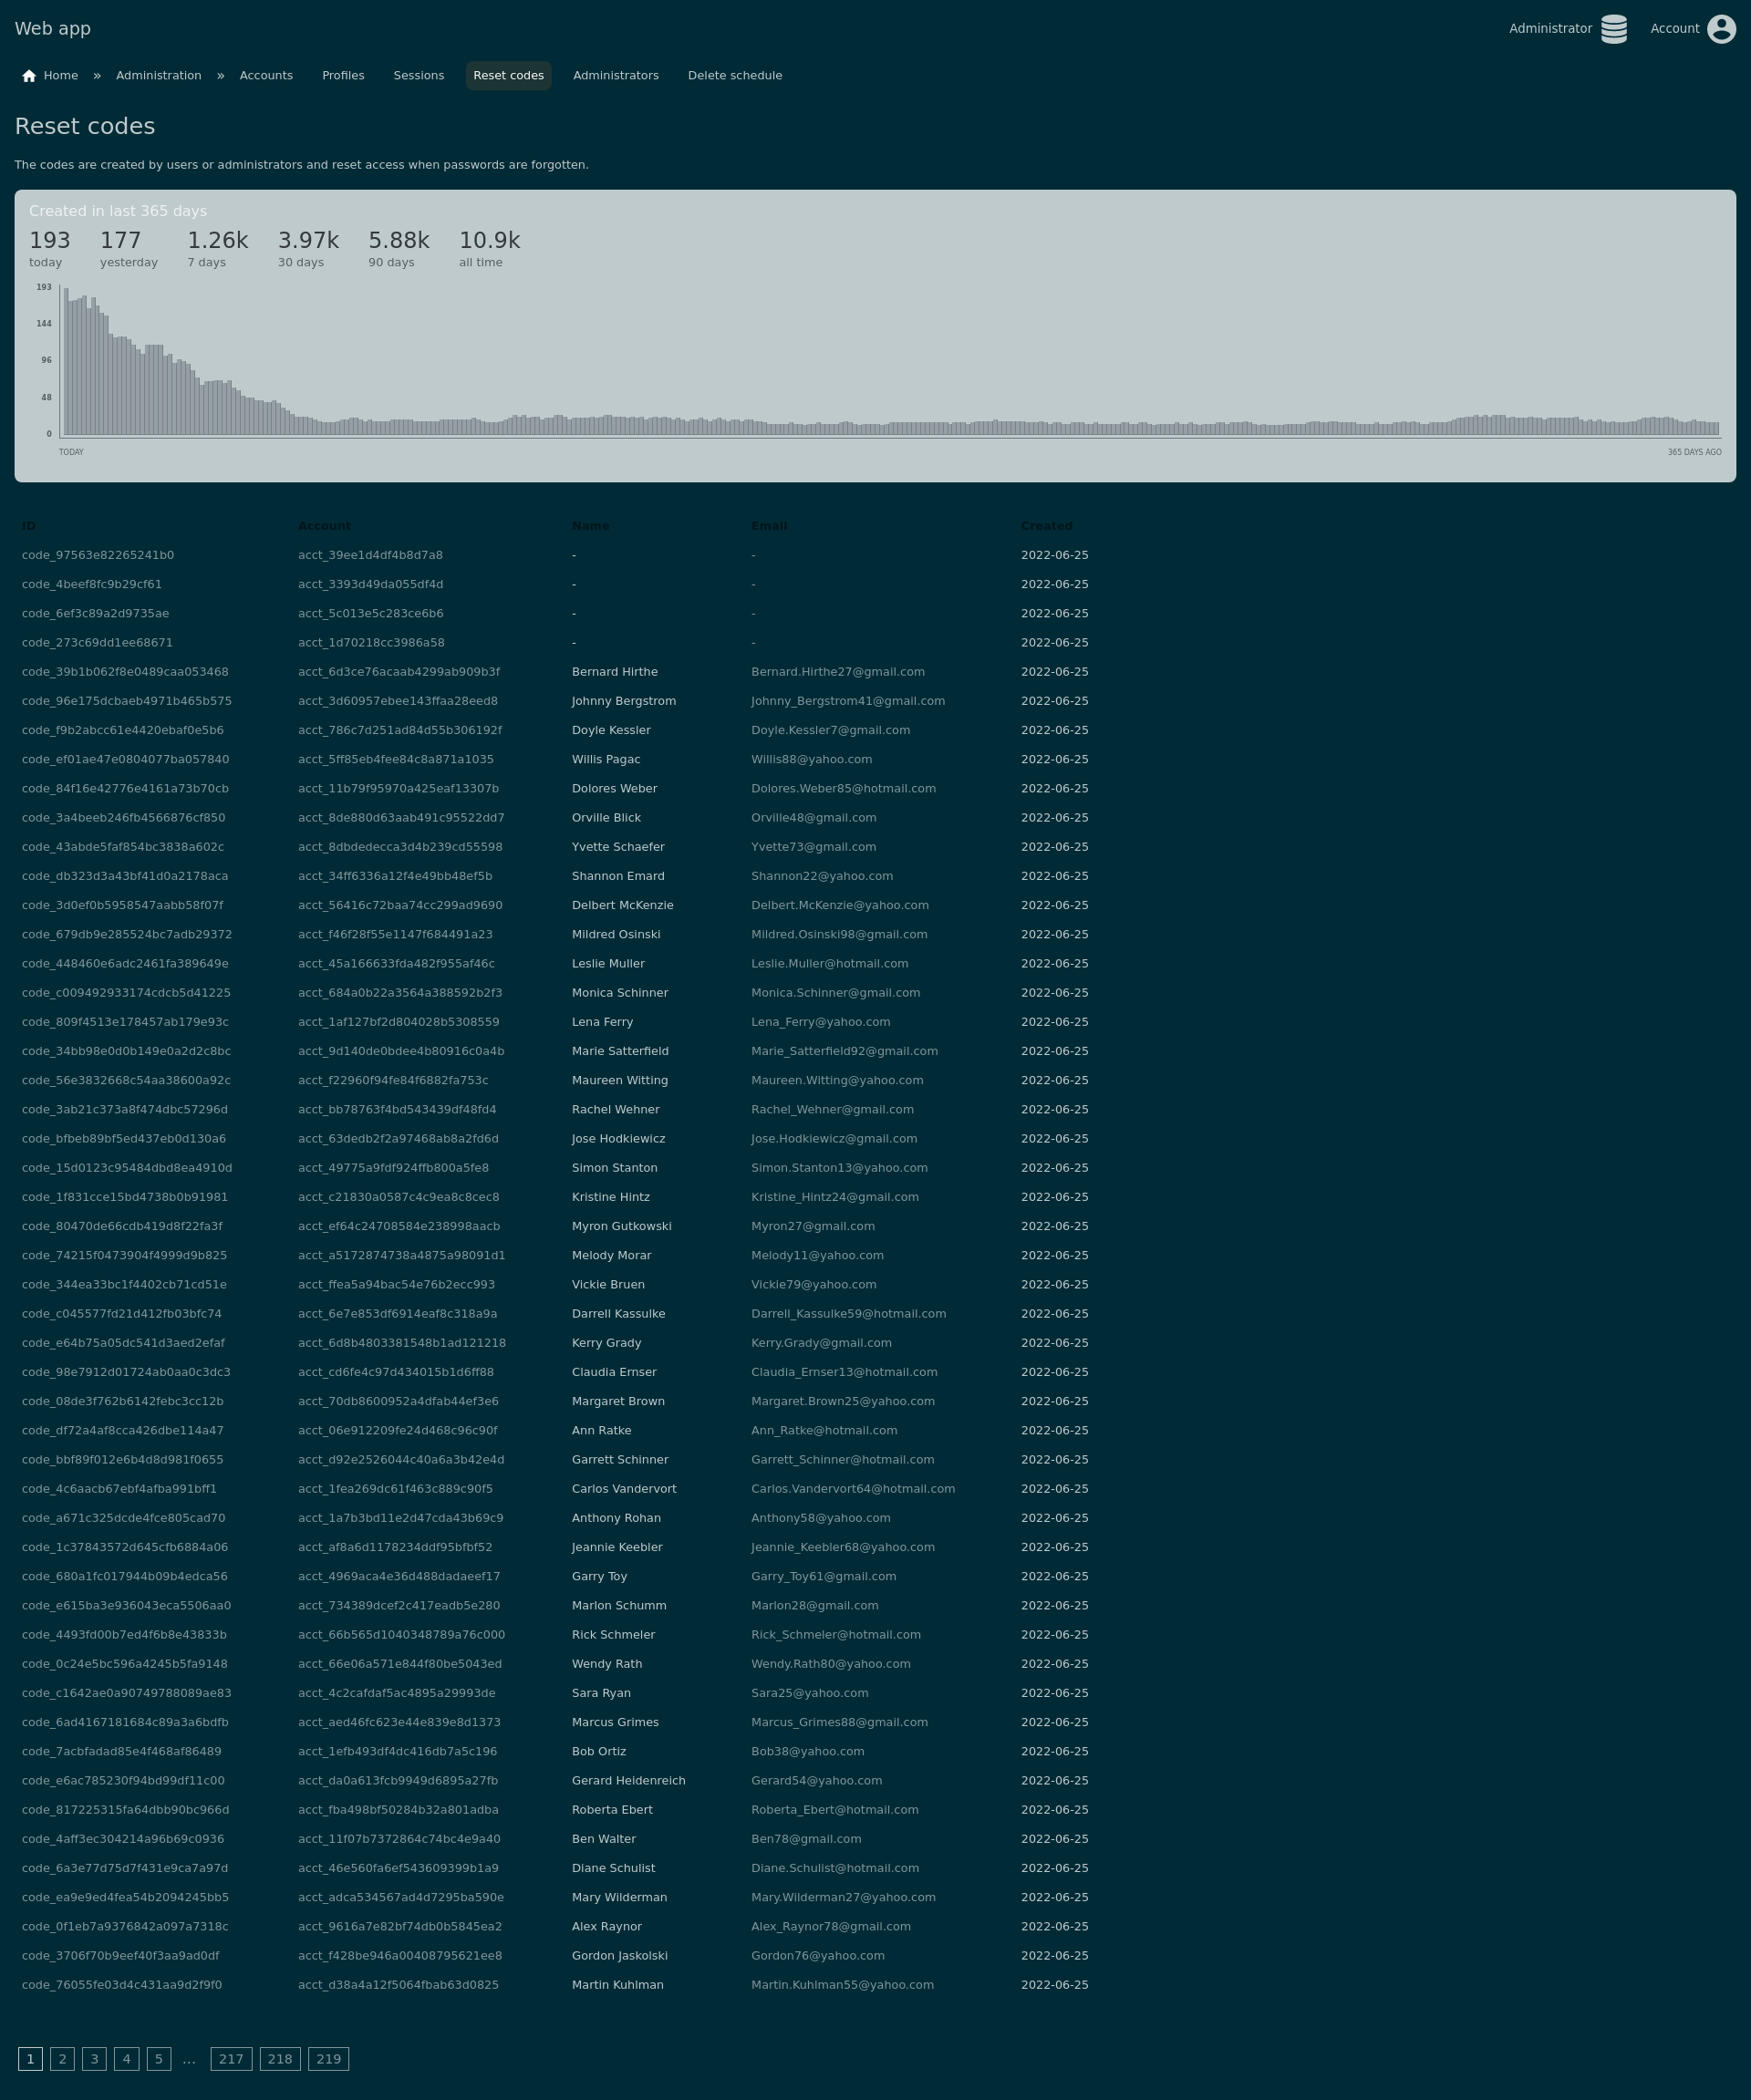 Web app
Administrator Account
Home » Administration » Accounts Profiles Sessions Reset codes Administrators Delete schedule
Reset codes
The codes are created by users or administrators and reset access when passwords are forgotten.
Created in last 365 days
193 177 1.26k 3.97k 5.88k 10.9k
today yesterday 7 days 30 days 90 days all time
193
144
96
48
0
TODAY 365 DAYS AGO
ID Account Name Email Created
code_97563e82265241b0 acct_39ee1d4df4b8d7a8 - - 2022-06-25
code_4beef8fc9b29cf61 acct_3393d49da055df4d - - 2022-06-25
code_6ef3c89a2d9735ae acct_5c013e5c283ce6b6 - - 2022-06-25
code_273c69dd1ee68671 acct_1d70218cc3986a58 - - 2022-06-25
code_39b1b062f8e0489caa053468 acct_6d3ce76acaab4299ab909b3f Bernard Hirthe Bernard.Hirthe27@gmail.com 2022-06-25
code_96e175dcbaeb4971b465b575 acct_3d60957ebee143ffaa28eed8 Johnny Bergstrom Johnny_Bergstrom41@gmail.com 2022-06-25
code_f9b2abcc61e4420ebaf0e5b6 acct_786c7d251ad84d55b306192f Doyle Kessler Doyle.Kessler7@gmail.com 2022-06-25
code_ef01ae47e0804077ba057840 acct_5ff85eb4fee84c8a871a1035 Willis Pagac Willis88@yahoo.com 2022-06-25
code_84f16e42776e4161a73b70cb acct_11b79f95970a425eaf13307b Dolores Weber Dolores.Weber85@hotmail.com 2022-06-25
code_3a4beeb246fb4566876cf850 acct_8de880d63aab491c95522dd7 Orville Blick Orville48@gmail.com 2022-06-25
code_43abde5faf854bc3838a602c acct_8dbdedecca3d4b239cd55598 Yvette Schaefer Yvette73@gmail.com 2022-06-25
code_db323d3a43bf41d0a2178aca acct_34ff6336a12f4e49bb48ef5b Shannon Emard Shannon22@yahoo.com 2022-06-25
code_3d0ef0b5958547aabb58f07f acct_56416c72baa74cc299ad9690 Delbert McKenzie Delbert.McKenzie@yahoo.com 2022-06-25
code_679db9e285524bc7adb29372 acct_f46f28f55e1147f684491a23 Mildred Osinski Mildred.Osinski98@gmail.com 2022-06-25
code_448460e6adc2461fa389649e acct_45a166633fda482f955af46c Leslie Muller Leslie.Muller@hotmail.com 2022-06-25
code_c009492933174cdcb5d41225 acct_684a0b22a3564a388592b2f3 Monica Schinner Monica.Schinner@gmail.com 2022-06-25
code_809f4513e178457ab179e93c acct_1af127bf2d804028b5308559 Lena Ferry Lena_Ferry@yahoo.com 2022-06-25
code_34bb98e0d0b149e0a2d2c8bc acct_9d140de0bdee4b80916c0a4b Marie Satterfield Marie_Satterfield92@gmail.com 2022-06-25
code_56e3832668c54aa38600a92c acct_f22960f94fe84f6882fa753c Maureen Witting Maureen.Witting@yahoo.com 2022-06-25
code_3ab21c373a8f474dbc57296d acct_bb78763f4bd543439df48fd4 Rachel Wehner Rachel_Wehner@gmail.com 2022-06-25
code_bfbeb89bf5ed437eb0d130a6 acct_63dedb2f2a97468ab8a2fd6d Jose Hodkiewicz Jose.Hodkiewicz@gmail.com 2022-06-25
code_15d0123c95484dbd8ea4910d acct_49775a9fdf924ffb800a5fe8 Simon Stanton Simon.Stanton13@yahoo.com 2022-06-25
code_1f831cce15bd4738b0b91981 acct_c21830a0587c4c9ea8c8cec8 Kristine Hintz Kristine_Hintz24@gmail.com 2022-06-25
code_80470de66cdb419d8f22fa3f acct_ef64c24708584e238998aacb Myron Gutkowski Myron27@gmail.com 2022-06-25
code_74215f0473904f4999d9b825 acct_a5172874738a4875a98091d1 Melody Morar Melody11@yahoo.com 2022-06-25
code_344ea33bc1f4402cb71cd51e acct_ffea5a94bac54e76b2ecc993 Vickie Bruen Vickie79@yahoo.com 2022-06-25
code_c045577fd21d412fb03bfc74 acct_6e7e853df6914eaf8c318a9a Darrell Kassulke Darrell_Kassulke59@hotmail.com 2022-06-25
code_e64b75a05dc541d3aed2efaf acct_6d8b4803381548b1ad121218 Kerry Grady Kerry.Grady@gmail.com 2022-06-25
code_98e7912d01724ab0aa0c3dc3 acct_cd6fe4c97d434015b1d6ff88 Claudia Ernser Claudia_Ernser13@hotmail.com 2022-06-25
code_08de3f762b6142febc3cc12b acct_70db8600952a4dfab44ef3e6 Margaret Brown Margaret.Brown25@yahoo.com 2022-06-25
code_df72a4af8cca426dbe114a47 acct_06e912209fe24d468c96c90f Ann Ratke Ann_Ratke@hotmail.com 2022-06-25
code_bbf89f012e6b4d8d981f0655 acct_d92e2526044c40a6a3b42e4d Garrett Schinner Garrett_Schinner@hotmail.com 2022-06-25
code_4c6aacb67ebf4afba991bff1 acct_1fea269dc61f463c889c90f5 Carlos Vandervort Carlos.Vandervort64@hotmail.com 2022-06-25
code_a671c325dcde4fce805cad70 acct_1a7b3bd11e2d47cda43b69c9 Anthony Rohan Anthony58@yahoo.com 2022-06-25
code_1c37843572d645cfb6884a06 acct_af8a6d1178234ddf95bfbf52 Jeannie Keebler Jeannie_Keebler68@yahoo.com 2022-06-25
code_680a1fc017944b09b4edca56 acct_4969aca4e36d488dadaeef17 Garry Toy Garry_Toy61@gmail.com 2022-06-25
code_e615ba3e936043eca5506aa0 acct_734389dcef2c417eadb5e280 Marlon Schumm Marlon28@gmail.com 2022-06-25
code_4493fd00b7ed4f6b8e43833b acct_66b565d1040348789a76c000 Rick Schmeler Rick_Schmeler@hotmail.com 2022-06-25
code_0c24e5bc596a4245b5fa9148 acct_66e06a571e844f80be5043ed Wendy Rath Wendy.Rath80@yahoo.com 2022-06-25
code_c1642ae0a90749788089ae83 acct_4c2cafdaf5ac4895a29993de Sara Ryan Sara25@yahoo.com 2022-06-25
code_6ad4167181684c89a3a6bdfb acct_aed46fc623e44e839e8d1373 Marcus Grimes Marcus_Grimes88@gmail.com 2022-06-25
code_7acbfadad85e4f468af86489 acct_1efb493df4dc416db7a5c196 Bob Ortiz Bob38@yahoo.com 2022-06-25
code_e6ac785230f94bd99df11c00 acct_da0a613fcb9949d6895a27fb Gerard Heidenreich Gerard54@yahoo.com 2022-06-25
code_817225315fa64dbb90bc966d acct_fba498bf50284b32a801adba Roberta Ebert Roberta_Ebert@hotmail.com 2022-06-25
code_4aff3ec304214a96b69c0936 acct_11f07b7372864c74bc4e9a40 Ben Walter Ben78@gmail.com 2022-06-25
code_6a3e77d75d7f431e9ca7a97d acct_46e560fa6ef543609399b1a9 Diane Schulist Diane.Schulist@hotmail.com 2022-06-25
code_ea9e9ed4fea54b2094245bb5 acct_adca534567ad4d7295ba590e Mary Wilderman Mary.Wilderman27@yahoo.com 2022-06-25
code_0f1eb7a9376842a097a7318c acct_9616a7e82bf74db0b5845ea2 Alex Raynor Alex_Raynor78@gmail.com 2022-06-25
code_3706f70b9eef40f3aa9ad0df acct_f428be946a00408795621ee8 Gordon Jaskolski Gordon76@yahoo.com 2022-06-25
code_76055fe03d4c431aa9d2f9f0 acct_d38a4a12f5064fbab63d0825 Martin Kuhlman Martin.Kuhlman55@yahoo.com 2022-06-25
1 2 3 4 5 … 217 218 219